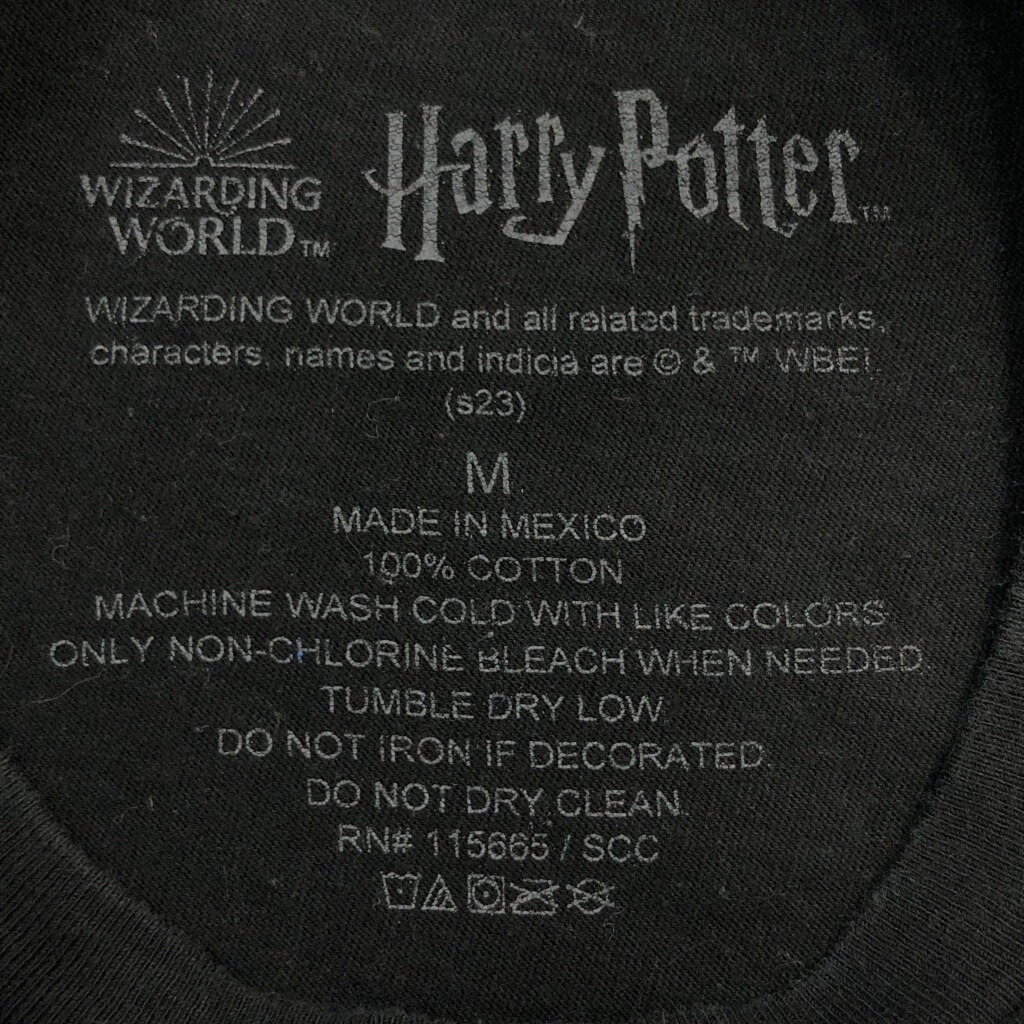 WIZARDING
WORLD™
Harry Potter™
WIZARDING WORLD and all related trademarks,
characters, names and indicia are © & ™ WBEI.
(s23)
M
MADE IN MEXICO
100% COTTON
MACHINE WASH COLD WITH LIKE COLORS
ONLY NON-CHLORINE BLEACH WHEN NEEDED
TUMBLE DRY LOW
DO NOT IRON IF DECORATED.
DO NOT DRY CLEAN.
RN# 115665 / SCC